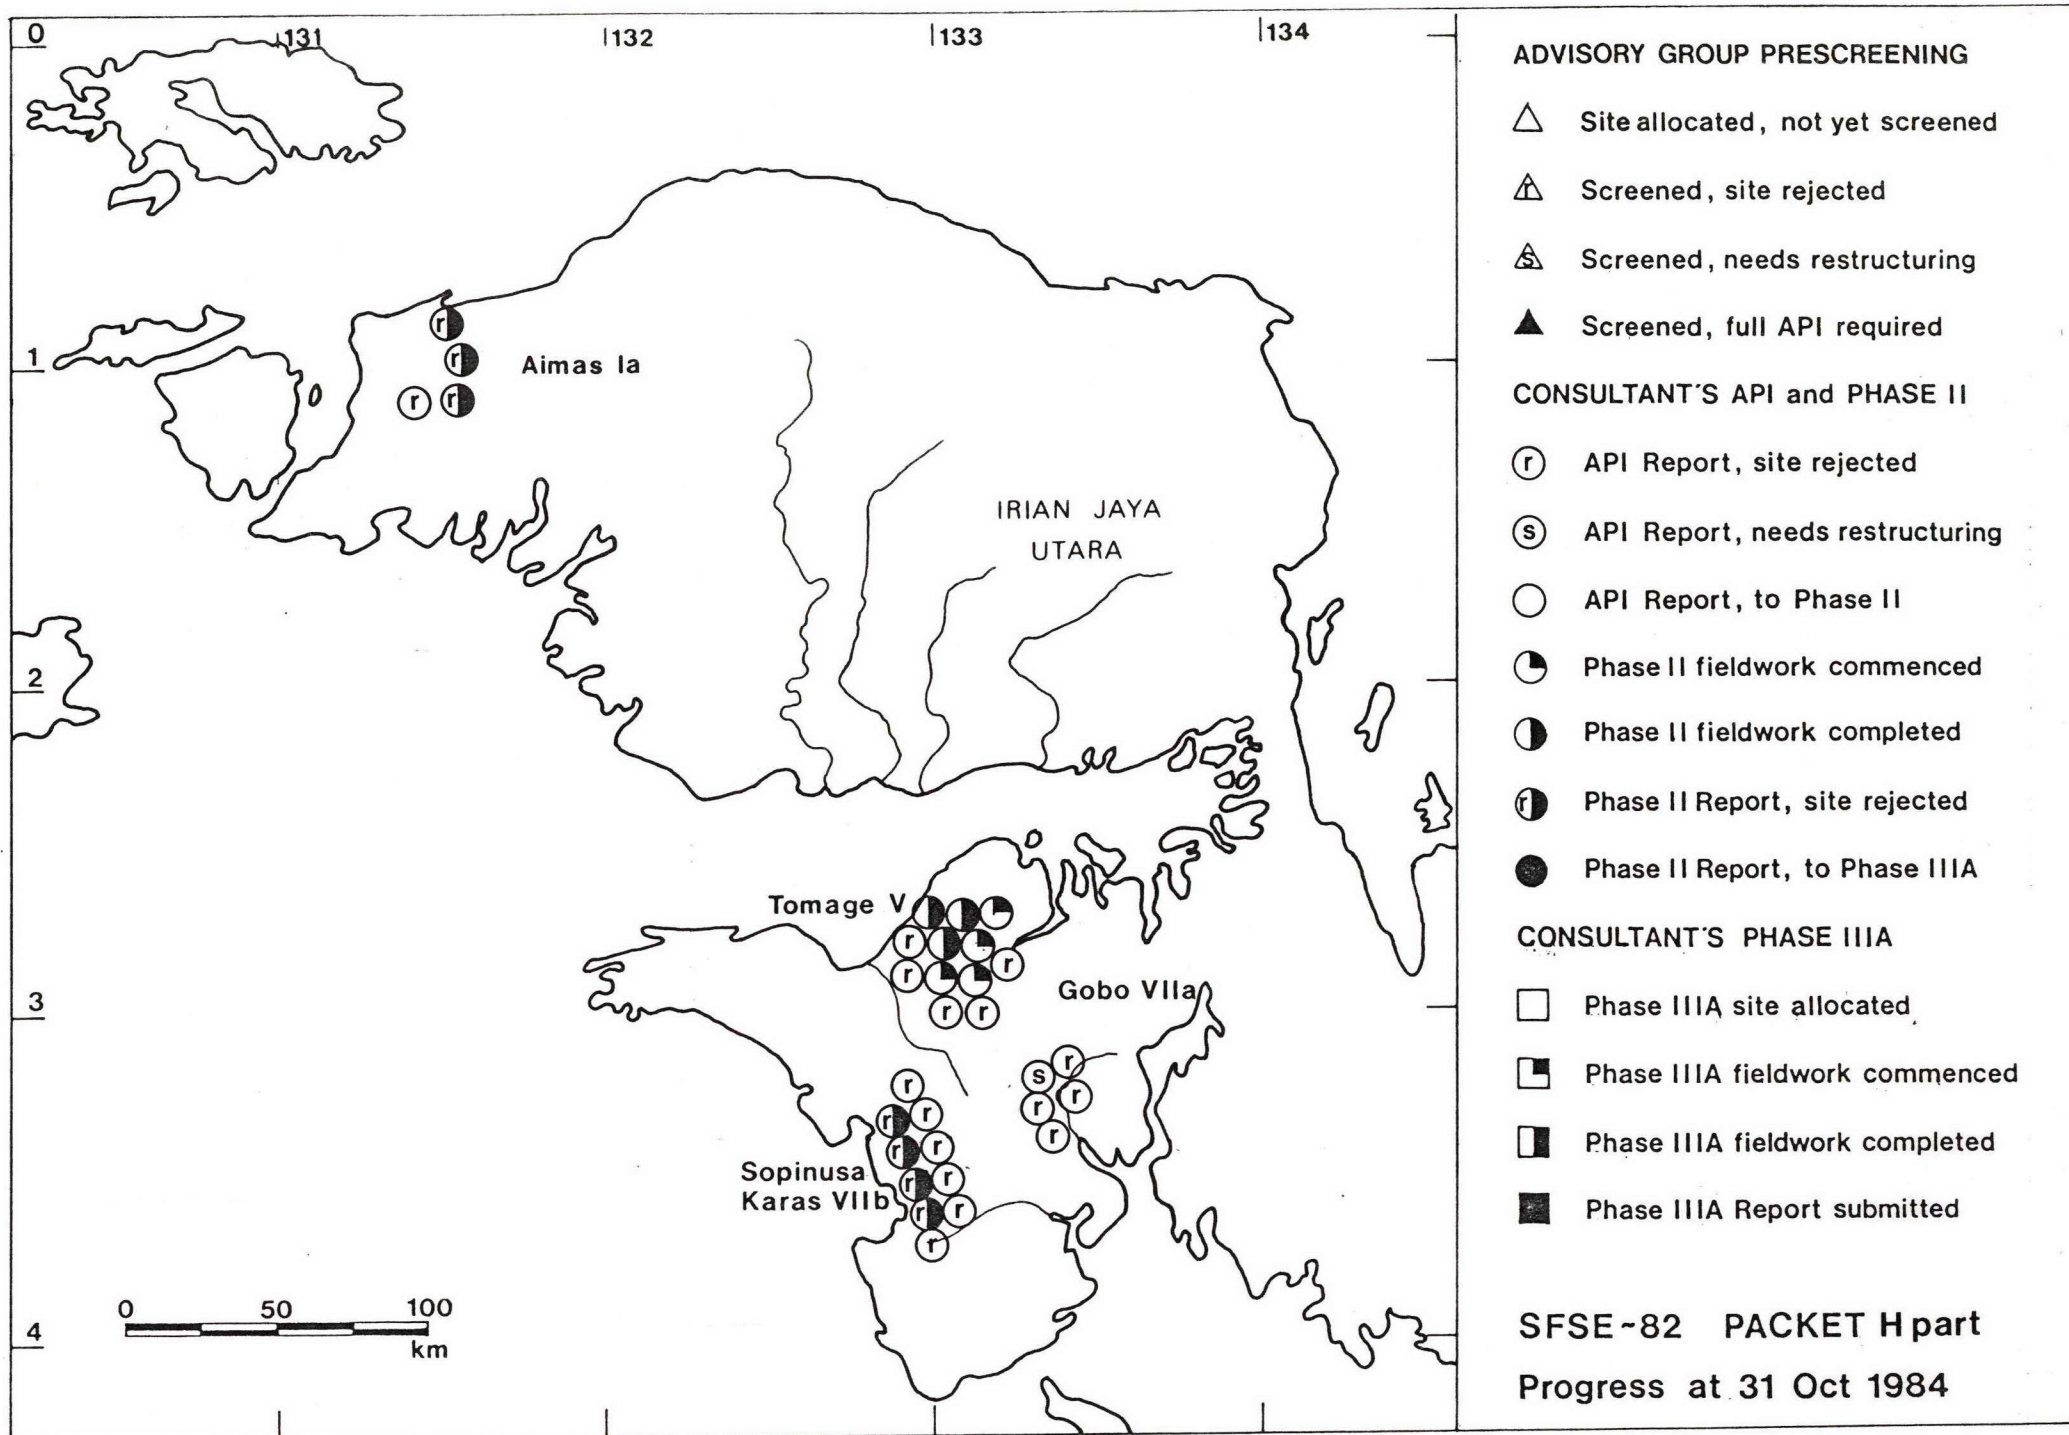 0
131
132
133
134
r
r
Aimas Ia
1
r
r
IRIAN JAYA
UTARA
2
Tomage V
r
r
r
Gobo VIIa
r
r
3
r
s
r
r
r
r
r
r
r
r
r
Sopinusa
r
r
Karas VIIb
r
r
r
0
50
100
km
4
ADVISORY GROUP PRESCREENING
Site allocated, not yet screened
r
Screened, site rejected
s
Screened, needs restructuring
Screened, full API required
CONSULTANT'S API and PHASE II
r
API Report, site rejected
s
API Report, needs restructuring
API Report, to Phase II
Phase II fieldwork commenced
Phase II fieldwork completed
r
Phase II Report, site rejected
Phase II Report, to Phase IIIA
CONSULTANT'S PHASE IIIA
Phase IIIA site allocated
Phase IIIA fieldwork commenced
Phase IIIA fieldwork completed
Phase IIIA Report submitted
SFSE-82 PACKET H part
Progress at 31 Oct 1984